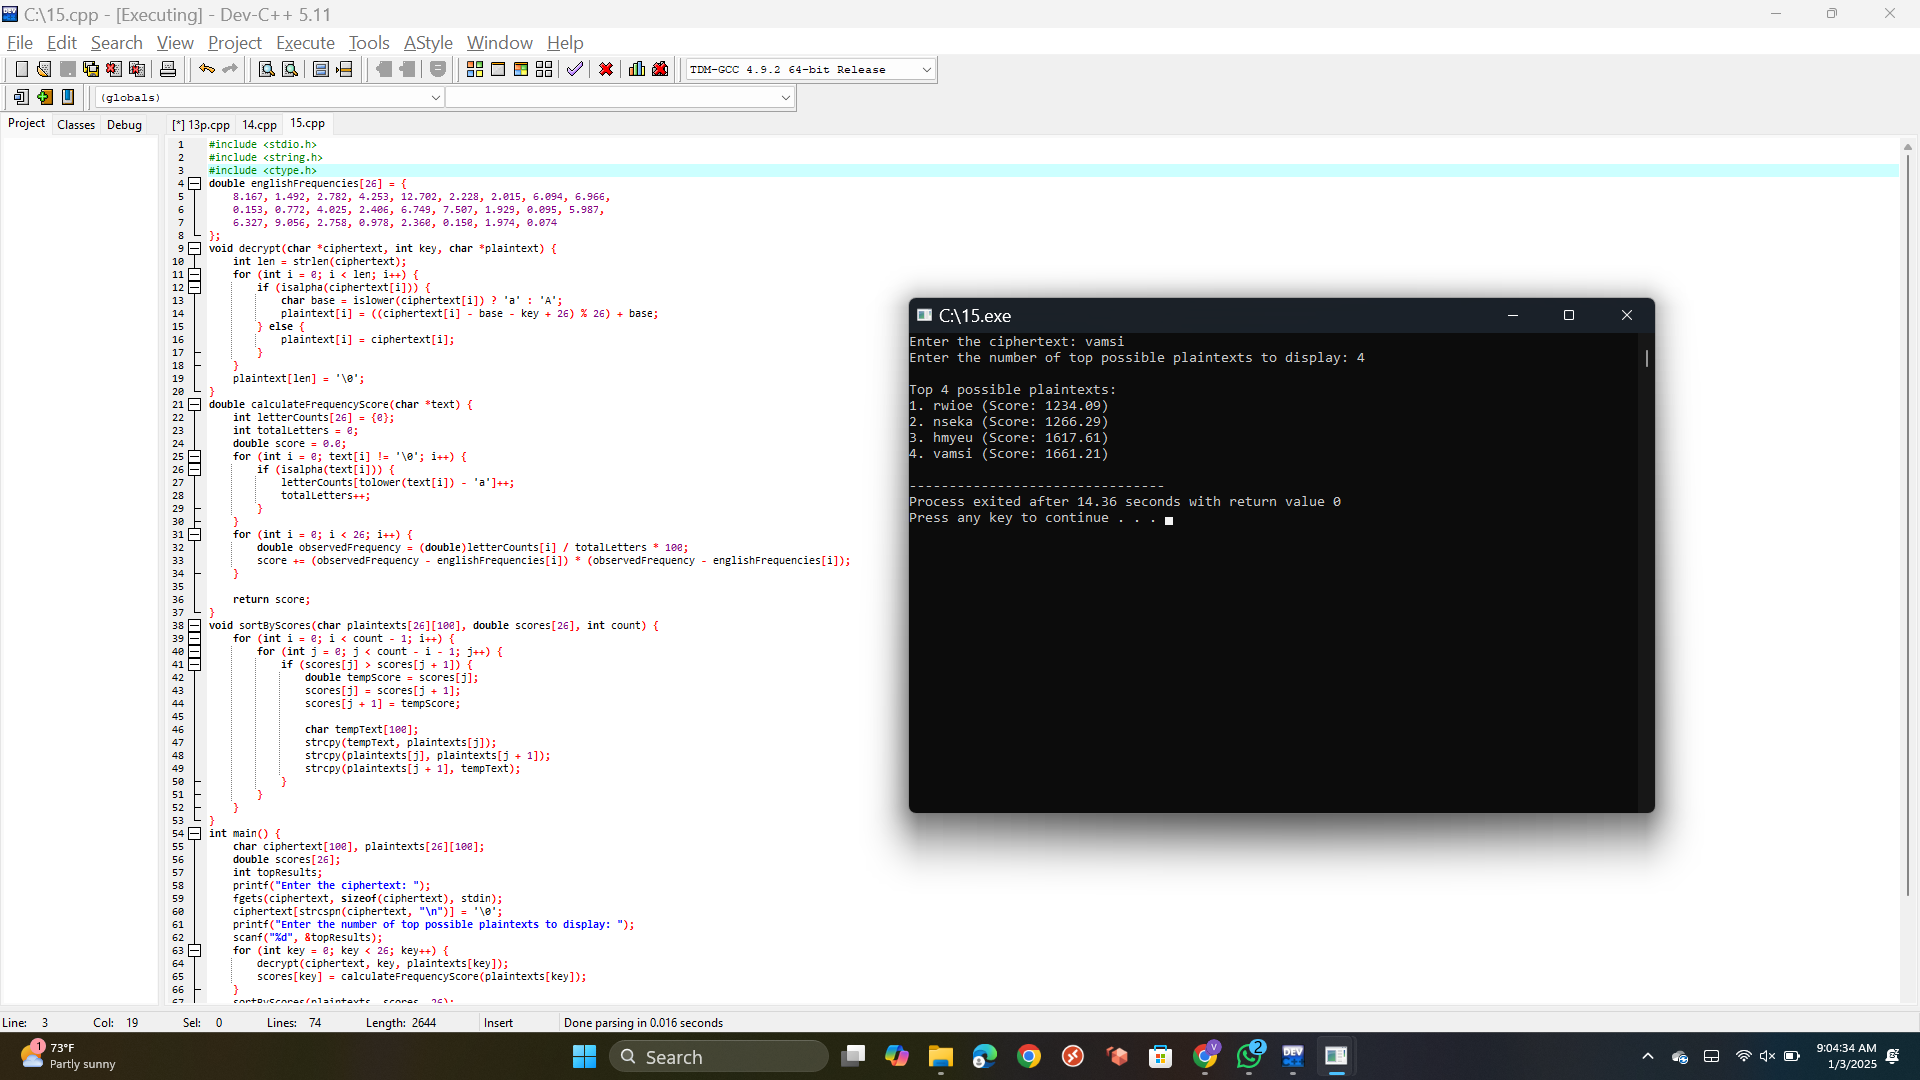 C:\15.cpp - [Executing] - Dev-C++ 5.11
File Edit Search View Project Execute Tools AStyle Window Help
TDM-GCC 4.9.2 64-bit Release
(globals)
Project Classes Debug
[*] 13p.cpp 14.cpp 15.cpp
1 #include <stdio.h>
2 #include <string.h>
3 #include <ctype.h>
4 double englishFrequencies[26] = {
5 8.167, 1.492, 2.782, 4.253, 12.702, 2.228, 2.015, 6.094, 6.966,
6 0.153, 0.772, 4.025, 2.406, 6.749, 7.507, 1.929, 0.095, 5.987,
7 6.327, 9.056, 2.758, 0.978, 2.360, 0.150, 1.974, 0.074
8 };
9 void decrypt(char *ciphertext, int key, char *plaintext) {
10 int len = strlen(ciphertext);
11 for (int i = 0; i < len; i++) {
12 if (isalpha(ciphertext[i])) {
13 char base = islower(ciphertext[i]) ? 'a' : 'A';
14 plaintext[i] = ((ciphertext[i] - base - key + 26) % 26) + base;
15 } else {
16 plaintext[i] = ciphertext[i];
17 }
18 }
19 plaintext[len] = '\0';
20 }
21 double calculateFrequencyScore(char *text) {
22 int letterCounts[26] = {0};
23 int totalLetters = 0;
24 double score = 0.0;
25 for (int i = 0; text[i] != '\0'; i++) {
26 if (isalpha(text[i])) {
27 letterCounts[tolower(text[i]) - 'a']++;
28 totalLetters++;
29 }
30 }
31 for (int i = 0; i < 26; i++) {
32 double observedFrequency = (double)letterCounts[i] / totalLetters * 100;
33 score += (observedFrequency - englishFrequencies[i]) * (observedFrequency - englishFrequencies[i]);
34 }
35
36 return score;
37 }
38 void sortByScores(char plaintexts[26][100], double scores[26], int count) {
39 for (int i = 0; i < count - 1; i++) {
40 for (int j = 0; j < count - i - 1; j++) {
41 if (scores[j] > scores[j + 1]) {
42 double tempScore = scores[j];
43 scores[j] = scores[j + 1];
44 scores[j + 1] = tempScore;
45
46 char tempText[100];
47 strcpy(tempText, plaintexts[j]);
48 strcpy(plaintexts[j], plaintexts[j + 1]);
49 strcpy(plaintexts[j + 1], tempText);
50 }
51 }
52 }
53 }
54 int main() {
55 char ciphertext[100], plaintexts[26][100];
56 double scores[26];
57 int topResults;
58 printf("Enter the ciphertext: ");
59 fgets(ciphertext, sizeof(ciphertext), stdin);
60 ciphertext[strcspn(ciphertext, "\n")] = '\0';
61 printf("Enter the number of top possible plaintexts to display: ");
62 scanf("%d", &topResults);
63 for (int key = 0; key < 26; key++) {
64 decrypt(ciphertext, key, plaintexts[key]);
65 scores[key] = calculateFrequencyScore(plaintexts[key]);
66 }
67 sortByScores(plaintexts, scores, 26);
C:\15.exe
Enter the ciphertext: vamsi
Enter the number of top possible plaintexts to display: 4
Top 4 possible plaintexts:
1. rwioe (Score: 1234.09)
2. nseka (Score: 1266.29)
3. hmyeu (Score: 1617.61)
4. vamsi (Score: 1661.21)
--------------------------------
Process exited after 14.36 seconds with return value 0
Press any key to continue . . .
Line: 3 Col: 19 Sel: 0 Lines: 74 Length: 2644 Insert Done parsing in 0.016 seconds
1
73°F
Partly sunny
Search
V
2
DEV
9:04:34 AM
1/3/2025